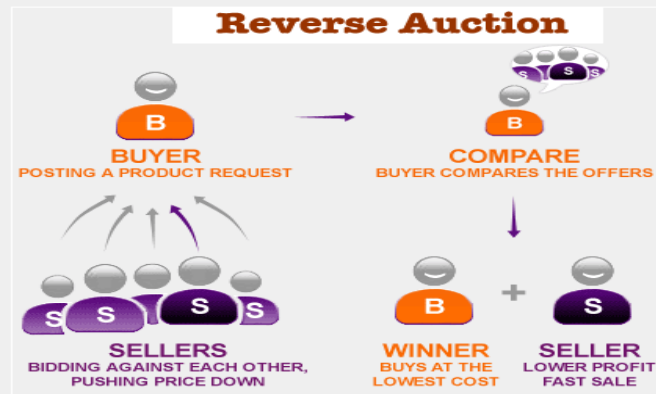 Reverse Auction
B
BUYER
POSTING A PRODUCT REQUEST
S
B
COMPARE
BUYER COMPARES THE OFFERS
S
S
S
S
SELLERS
BIDDING AGAINST EACH OTHER,
PUSHING PRICE DOWN
B
WINNER
BUYS AT THE
LOWEST COST
+
S
SELLER
LOWER PROFIT
FAST SALE